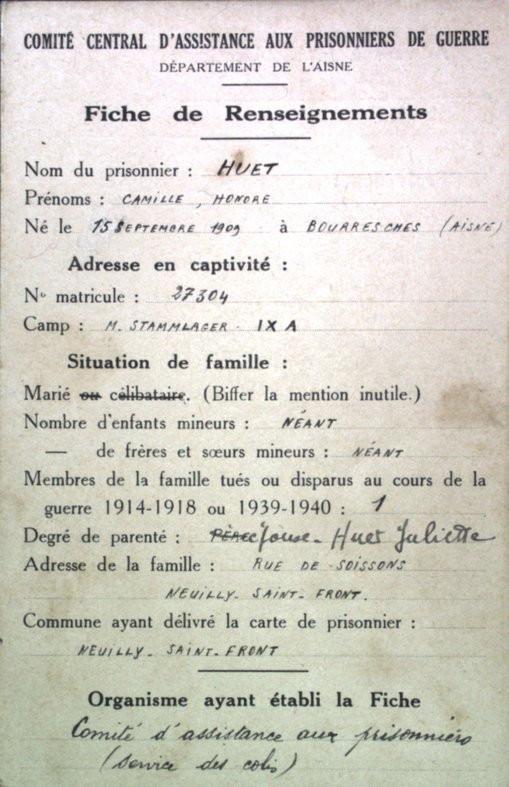 COMITÉ CENTRAL D'ASSISTANCE AUX PRISONNIERS DE GUERRE
DÉPARTEMENT DE L'AISNE
Fiche de Renseignements
Nom du prisonnier : HUET
Prénoms : CAMILLE, HONORE
Né le 15 SEPTEMBRE 1909 à BOURRESCHES (AISNE)
Adresse en captivité :
No matricule : 27304
Camp : M. STAMMLAGER - IX A
Situation de famille :
Marié ou célibataire. (Biffer la mention inutile.)
Nombre d'enfants mineurs : NÉANT
— de frères et sœurs mineurs : NÉANT
Membres de la famille tués ou disparus au cours de la
guerre 1914-1918 ou 1939-1940 : 1
Degré de parenté : PÈRE Epouse - Huet Juliette
Adresse de la famille : RUE DE SOISSONS
NEUILLY-SAINT-FRONT.
Commune ayant délivré la carte de prisonnier :
NEUILLY-SAINT-FRONT
Organisme ayant établi la Fiche
Comité d'assistance aux prisonniers
(Service des colis)